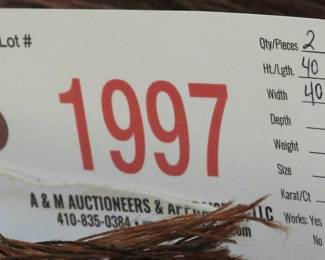 Lot #
1997
Qty/Pieces 2
Ht./Lgth. 40
Width 40
Depth
Weight
Size
Karat/Ct
Works: Yes
No
A & M AUCTIONEERS & LLC
410-835-0384 • .com